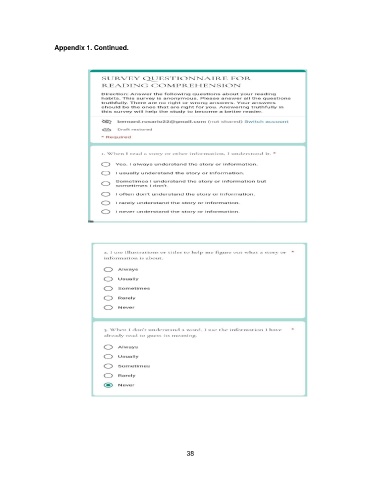 Appendix 1. Continued.
SURVEY QUESTIONNAIRE FOR
READING COMPREHENSION
Direction: Answer the following questions about your reading
habits. This survey is anonymous. Please answer all the questions
truthfully. There are no right or wrong answers. Your answers
should be the ones that are right for you. Answering truthfully in
this survey will help the study to become a better reader.
bernard.rosario22@gmail.com (not shared) Switch account
Draft restored
* Required
1. When I read a story or other information, I understand it: *
Yes, I always understand the story or information.
I usually understand the story or information.
Sometimes I understand the story or information but
sometimes I don't.
I often don't understand the story or information.
I rarely understand the story or information.
I never understand the story or information.
2. I use illustrations or titles to help my figure out what a story or *
information is about.
Always
Usually
Sometimes
Rarely
Never
3. When I don't understand a word, I use the information I have *
already read to guess its meaning.
Always
Usually
Sometimes
Rarely
Never
38